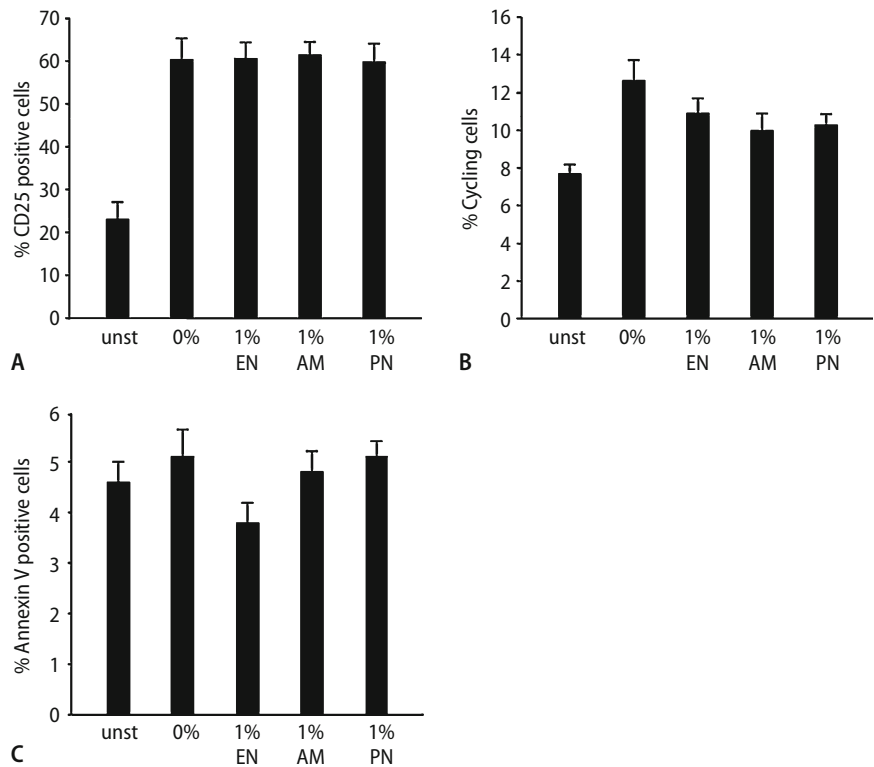 % CD25 positive cells
70
60
50
40
30
20
10
0
unst 0% 1% 1% 1%
EN AM PN
A
% Cycling cells
16
14
12
10
8
6
4
2
0
unst 0% 1% 1% 1%
EN AM PN
B
% Annexin V positive cells
6
5
4
3
2
1
0
unst 0% 1% 1% 1%
EN AM PN
C